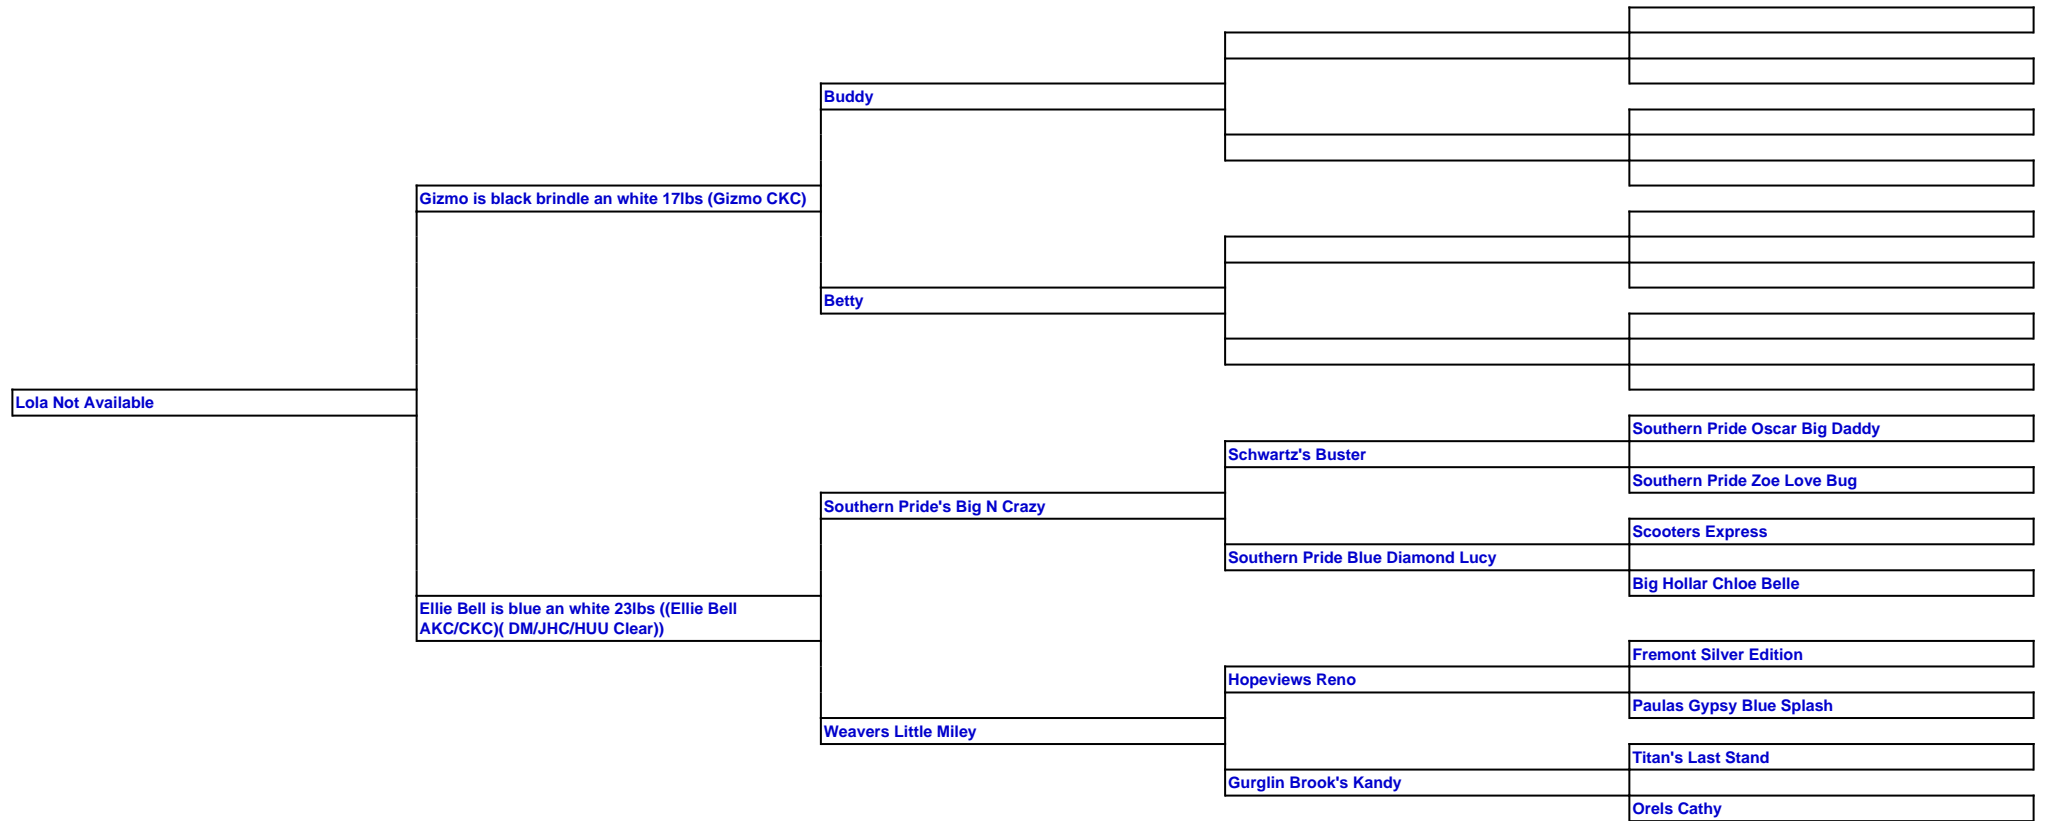 Buddy
Gizmo is black brindle an white 17lbs (Gizmo CKC)
Betty
Lola Not Available
Southern Pride Oscar Big Daddy
Schwartz's Buster
Southern Pride Zoe Love Bug
Southern Pride's Big N Crazy
Scooters Express
Southern Pride Blue Diamond Lucy
Big Hollar Chloe Belle
Ellie Bell is blue an white 23lbs ((Ellie Bell
AKC/CKC)( DM/JHC/HUU Clear))
Fremont Silver Edition
Hopeviews Reno
Paulas Gypsy Blue Splash
Weavers Little Miley
Titan's Last Stand
Gurglin Brook's Kandy
Orels Cathy